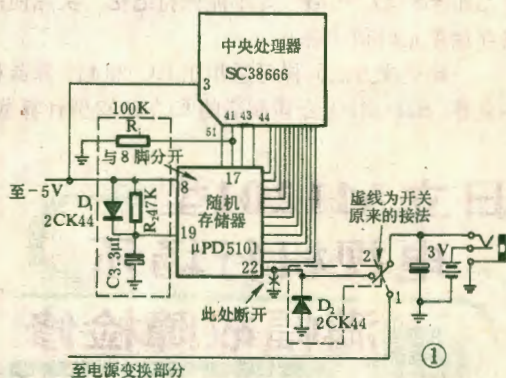 中央处理器
SC38666
3
41 43 44
51
100K
R₁
与8脚分开
17
至-5V
8
D₁
2CK44
R₂47K
随机
存储器
μPD5101
19
22
C3.3μf
虚线为开关
原来的接法
2
3V
1
此处断开
D₂
2CK44
①
至电源变换部分